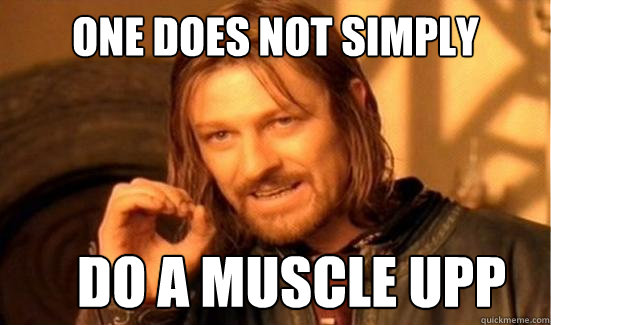 ONE DOES NOT SIMPLY
DO A MUSCLE UPP
quickmeme.com